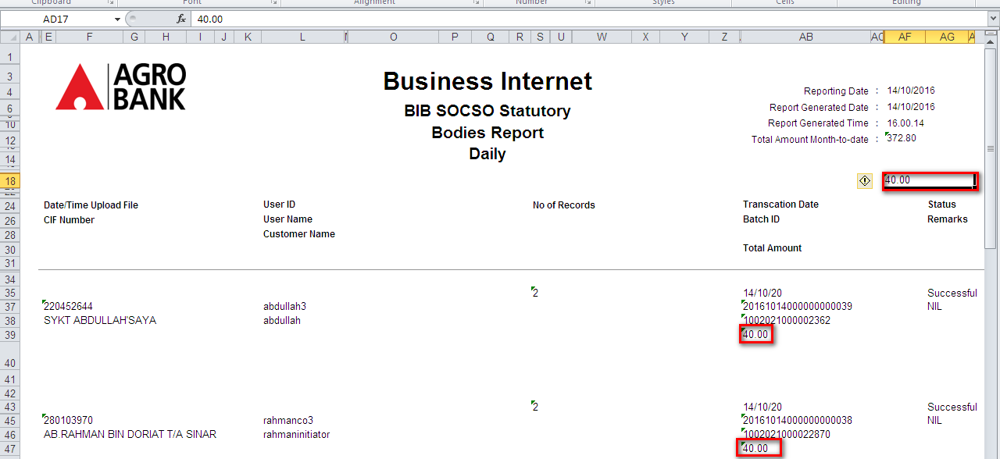 Clipboard Font Alignment Number Styles Cells Editing
AD17 fx 40.00
A E F G H I J K L M O P Q R S U W X Y Z AB AC AF AG A
1
3
4
6
10
12
14
18
22
24
26
28
30
31
34
35
37
38
39
40
41
42
43
45
46
47
AGRO
BANK
Business Internet
BIB SOCSO Statutory
Bodies Report
Daily
Reporting Date : 14/10/2016
Report Generated Date : 14/10/2016
Report Generated Time : 16.00.14
Total Amount Month-to-date : 372.80
40.00
Date/Time Upload File User ID No of Records Transcation Date Status
CIF Number User Name Batch ID Remarks
Customer Name
Total Amount
2 14/10/20 Successful
220452644 abdullah3 20161014000000000039 NIL
SYKT ABDULLAH'SAYA abdullah 1002021000002362
40.00
2 14/10/20 Successful
280103970 rahmanco3 20161014000000000038 NIL
AB.RAHMAN BIN DORIAT T/A SINAR rahmaninitiator 1002021000022870
40.00